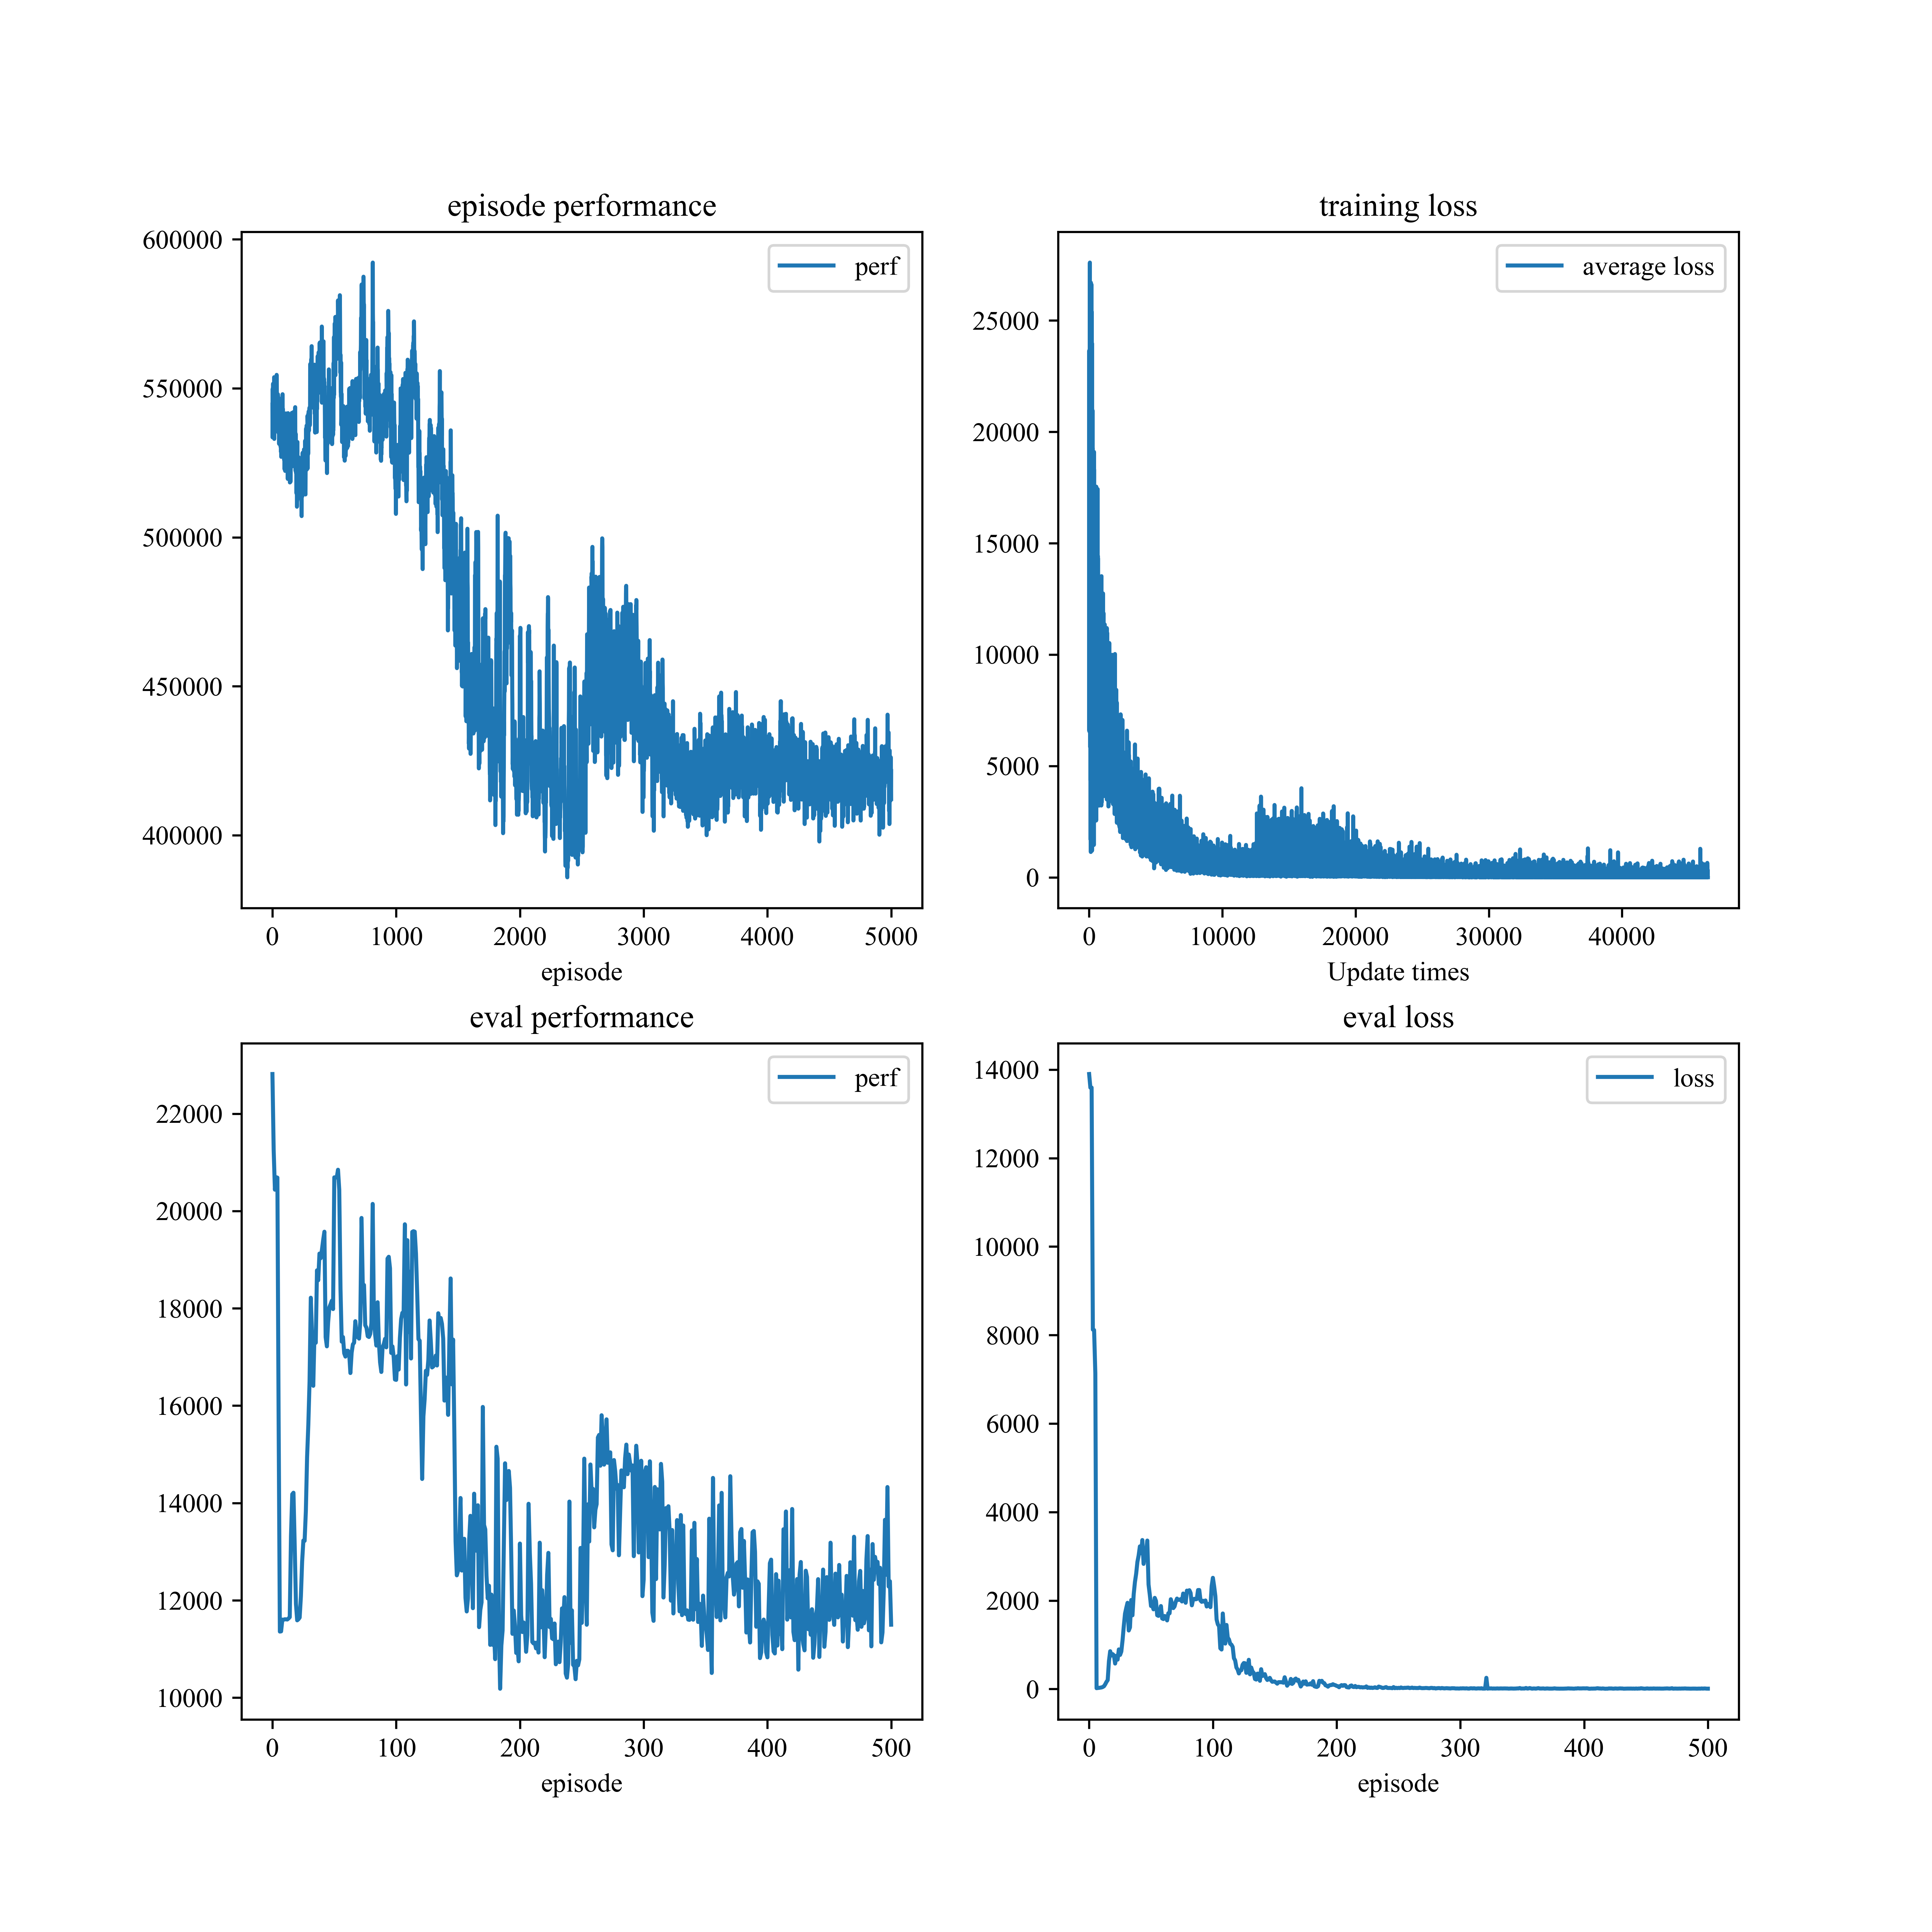 episode performance
600000
550000
500000
450000
400000
perf
0 1000 2000 3000 4000 5000
episode
training loss
25000
20000
15000
10000
5000
0
average loss
0 10000 20000 30000 40000
Update times
eval performance
22000
20000
18000
16000
14000
12000
10000
perf
0 100 200 300 400 500
episode
eval loss
14000
12000
10000
8000
6000
4000
2000
0
loss
0 100 200 300 400 500
episode